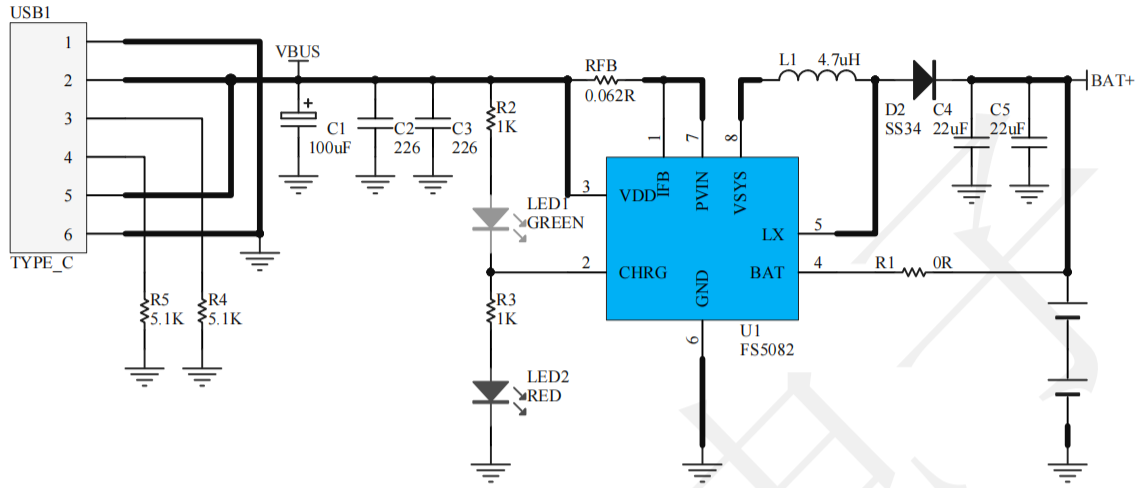 USB1
1
2
3
4
5
6
TYPE_C
VBUS
+
C1
100uF
C2
226
C3
226
R5
5.1K
R4
5.1K
R2
1K
LED1
GREEN
R3
1K
LED2
RED
RFB
0.062R
1
7
8
3
2
6
5
4
VDD
IFB
PVIN
VSYS
LX
CHRG
GND
BAT
U1
FS5082
L1 4.7uH
D2
SS34
C4
22uF
C5
22uF
BAT+
R1 0R